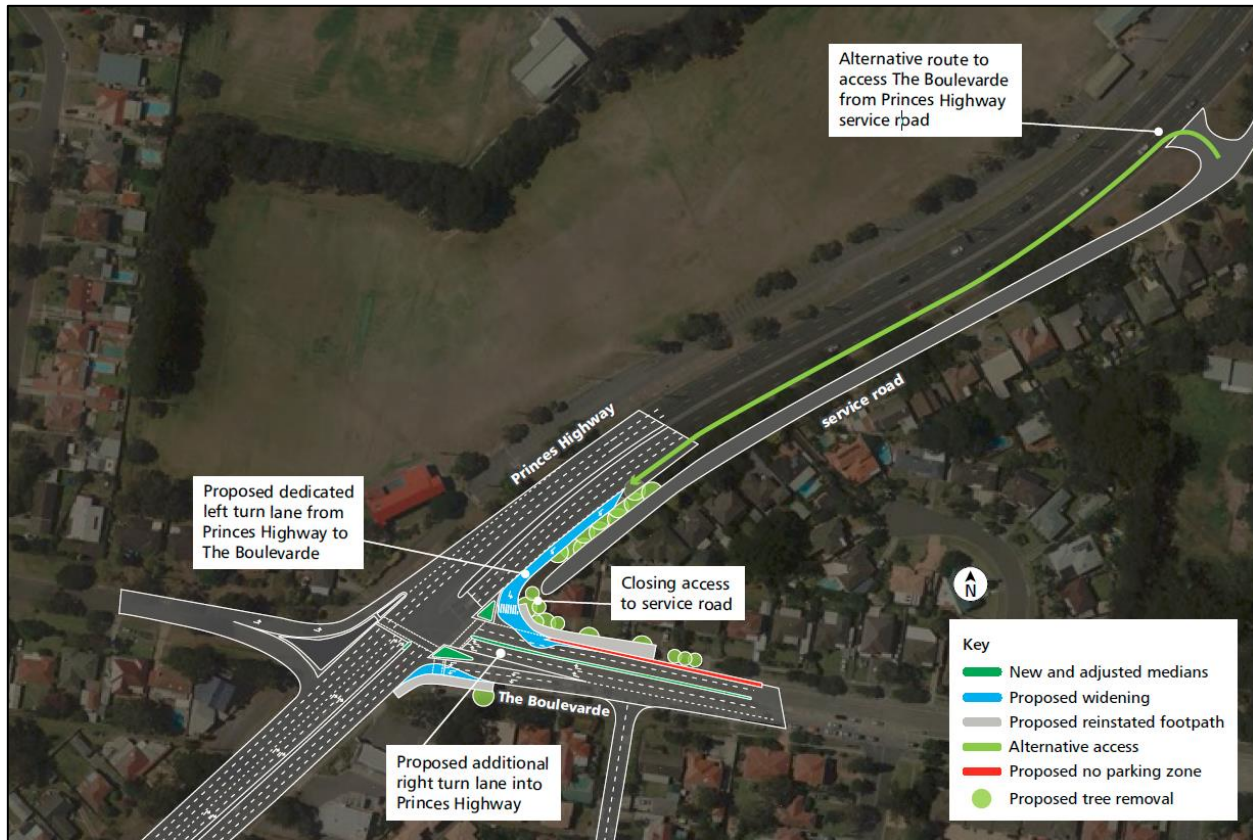 Alternative route to
access The Boulevarde
from Princes Highway
service road
Princes Highway
service road
Proposed dedicated
left turn lane from
Princes Highway to
The Boulevarde
Closing access
to service road
N
The Boulevarde
Proposed additional
right turn lane into
Princes Highway
Key
New and adjusted medians
Proposed widening
Proposed reinstated footpath
Alternative access
Proposed no parking zone
Proposed tree removal